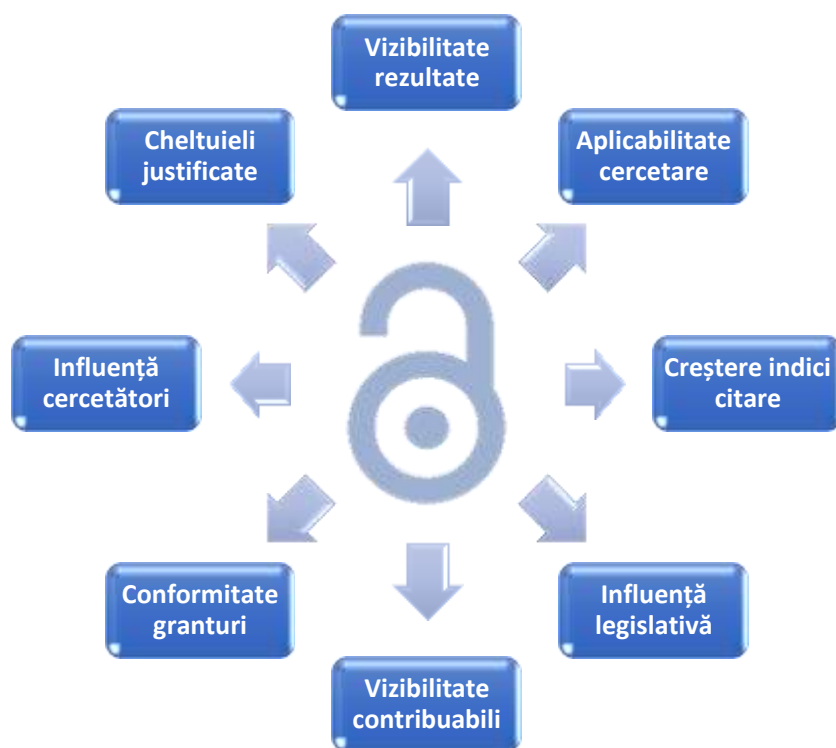 Vizibilitate
rezultate
Cheltuieli
justificate
Aplicabilitate
cercetare
Influență
cercetători
Creștere indici
citare
Conformitate
granturi
Influență
legislativă
Vizibilitate
contribuabili